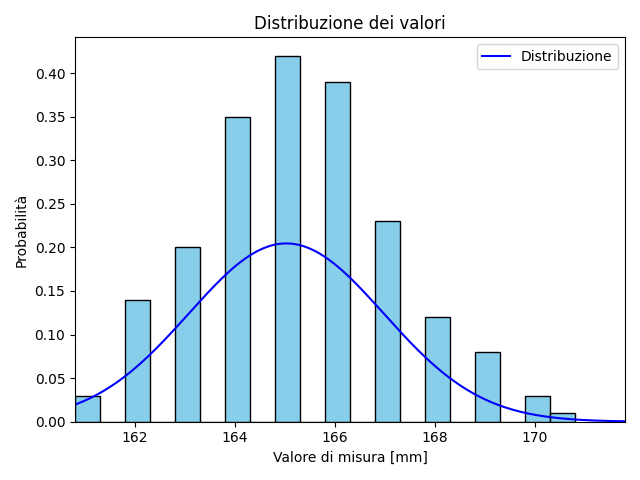 Distribuzione dei valori
Distribuzione
Probabilità
0.40
0.35
0.30
0.25
0.20
0.15
0.10
0.05
0.00
162 164 166 168 170
Valore di misura [mm]